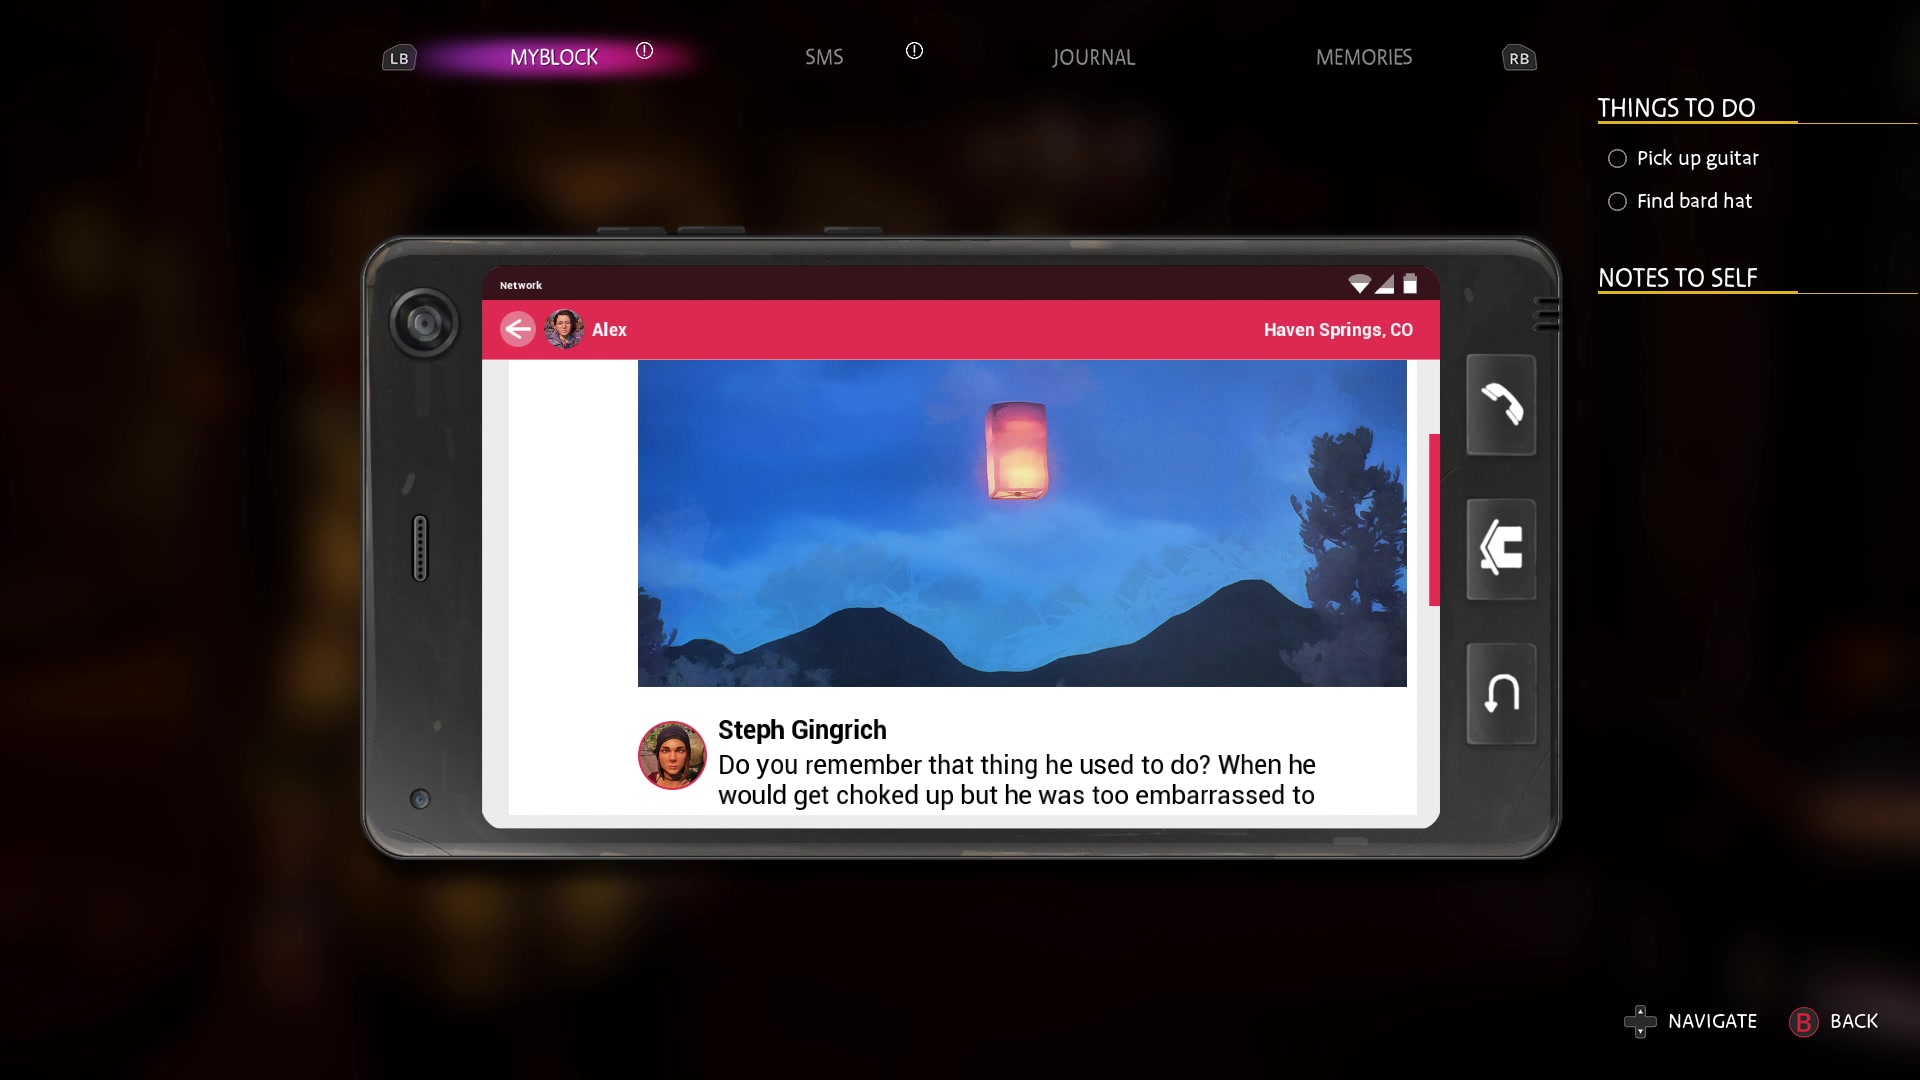 LB
MYBLOCK
SMS
JOURNAL
MEMORIES
RB
THINGS TO DO
Pick up guitar
Find bard hat
NOTES TO SELF
Network
Alex
Haven Springs, CO
Steph Gingrich
Do you remember that thing he used to do? When he
would get choked up but he was too embarrassed to
NAVIGATE
B BACK